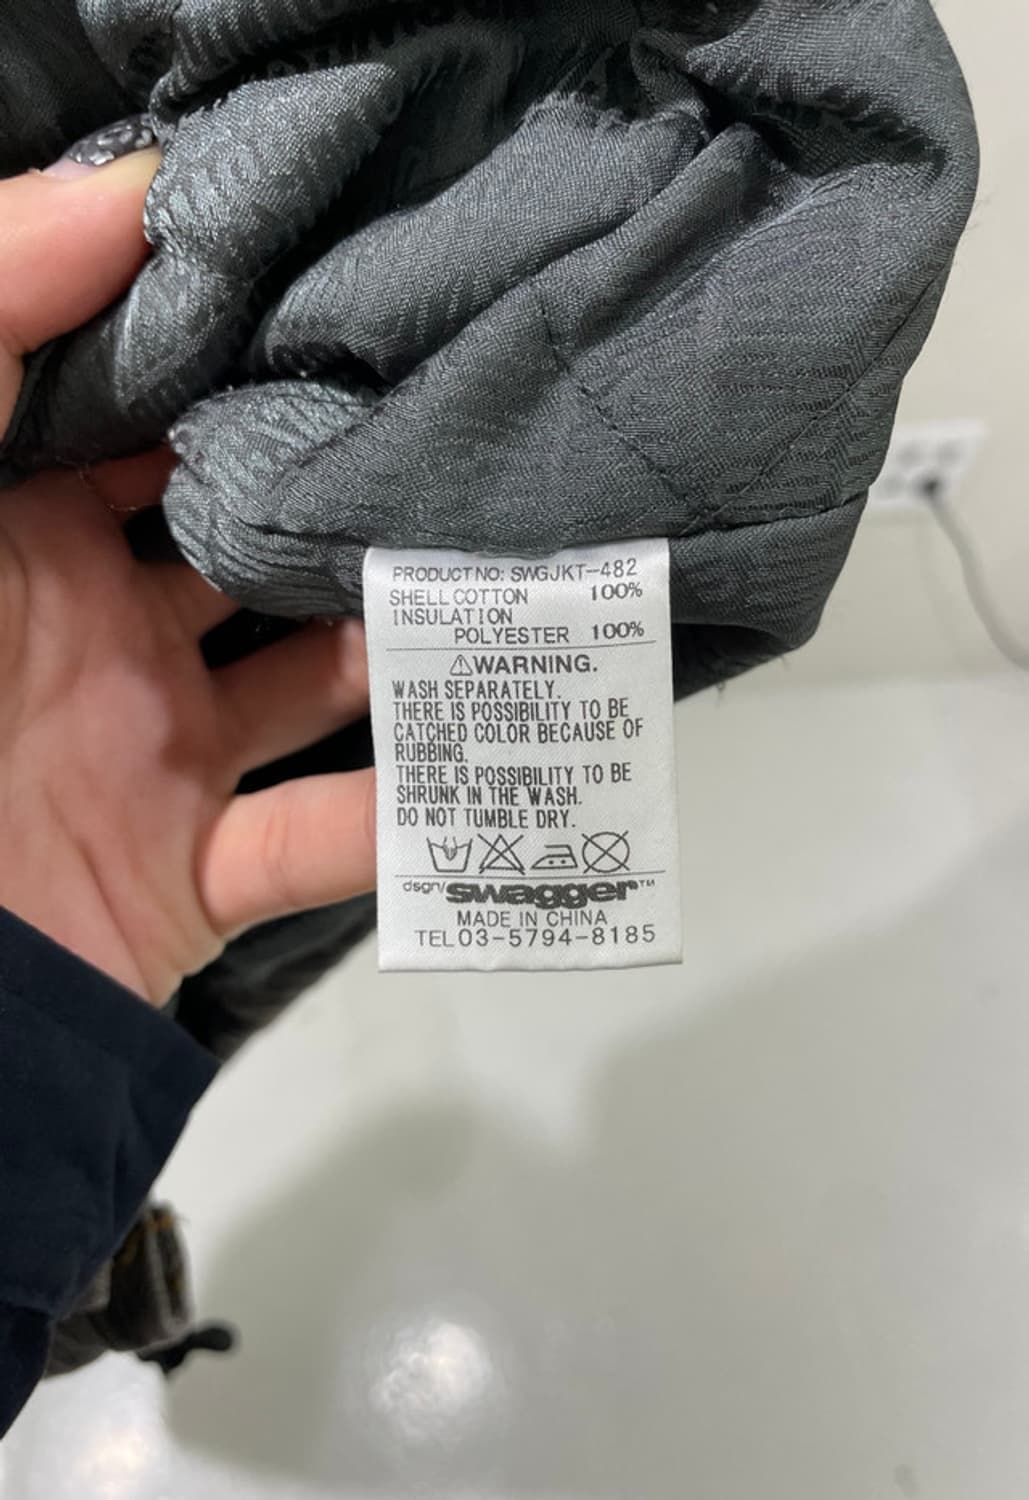 PRODUCT NO: SWGJKT-482
SHELL COTTON 100%
INSULATION
POLYESTER 100%
⚠WARNING.
WASH SEPARATELY.
THERE IS POSSIBILITY TO BE
CATCHED COLOR BECAUSE OF
RUBBING.
THERE IS POSSIBILITY TO BE
SHRUNK IN THE WASH.
DO NOT TUMBLE DRY.
dsgn/swagger™
MADE IN CHINA
TEL 03-5794-8185